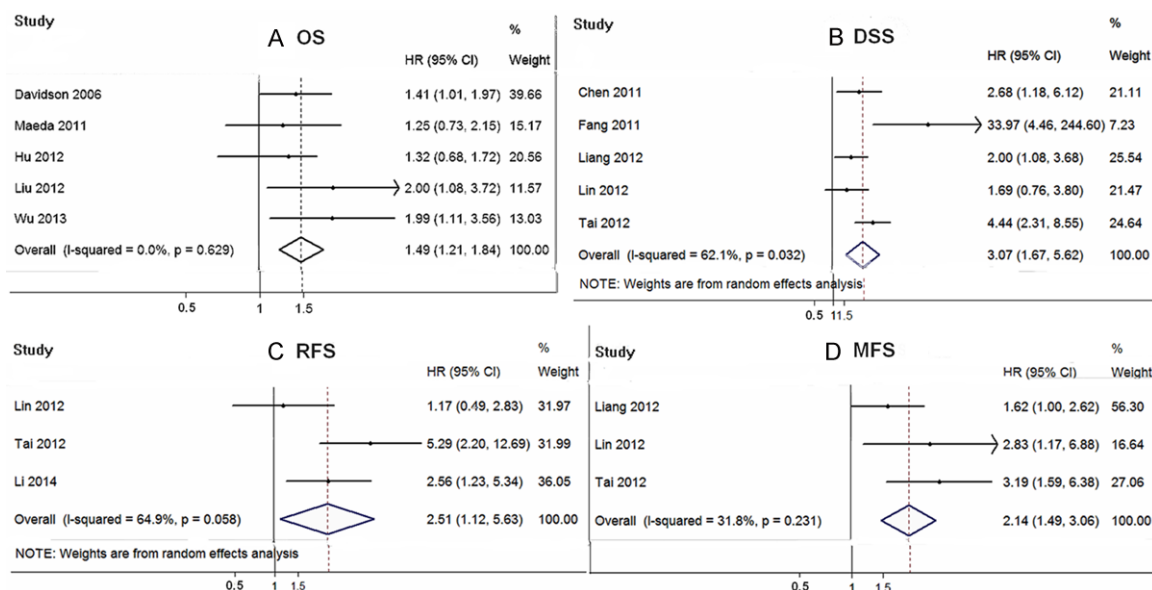 Study
A OS
%
HR (95% CI) Weight
Davidson 2006 1.41 (1.01, 1.97) 39.66
Maeda 2011 1.25 (0.73, 2.15) 15.17
Hu 2012 1.32 (0.68, 1.72) 20.56
Liu 2012 2.00 (1.08, 3.72) 11.57
Wu 2013 1.99 (1.11, 3.56) 13.03
Overall (I-squared = 0.0%, p = 0.629) 1.49 (1.21, 1.84) 100.00
0.5 1 1.5
Study
B DSS
%
HR (95% CI) Weight
Chen 2011 2.68 (1.18, 6.12) 21.11
Fang 2011 33.97 (4.46, 244.60) 7.23
Liang 2012 2.00 (1.08, 3.68) 25.54
Lin 2012 1.69 (0.76, 3.80) 21.47
Tai 2012 4.44 (2.31, 8.55) 24.64
Overall (I-squared = 62.1%, p = 0.032) 3.07 (1.67, 5.62) 100.00
NOTE: Weights are from random effects analysis
0.5 11.5
Study
C RFS
%
HR (95% CI) Weight
Lin 2012 1.17 (0.49, 2.83) 31.97
Tai 2012 5.29 (2.20, 12.69) 31.99
Li 2014 2.56 (1.23, 5.34) 36.05
Overall (I-squared = 64.9%, p = 0.058) 2.51 (1.12, 5.63) 100.00
NOTE: Weights are from random effects analysis
0.5 1 1.5
Study
D MFS
%
HR (95% CI) Weight
Liang 2012 1.62 (1.00, 2.62) 56.30
Lin 2012 2.83 (1.17, 6.88) 16.64
Tai 2012 3.19 (1.59, 6.38) 27.06
Overall (I-squared = 31.8%, p = 0.231) 2.14 (1.49, 3.06) 100.00
0.5 1 1.5